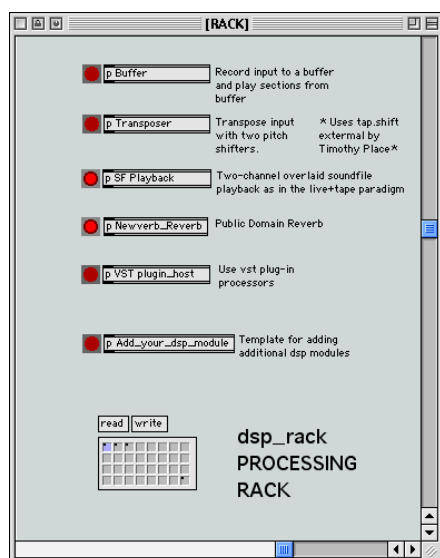 [RACK]
p Buffer
Record input to a buffer
and play sections from
buffer
p Transposer
Transpose input
with two pitch
shifters.
* Uses tap.shift
extermal by
Timothy Place*
p SF Playback
Two-channel overlaid soundfile
playback as in the live+tape paradigm
p Newverb_Reverb
Public Domain Reverb
p VST plugin_host
Use vst plug-in
processors
p Add_your_dsp_module
Template for adding
additional dsp modules
read write
dsp_rack
PROCESSING
RACK